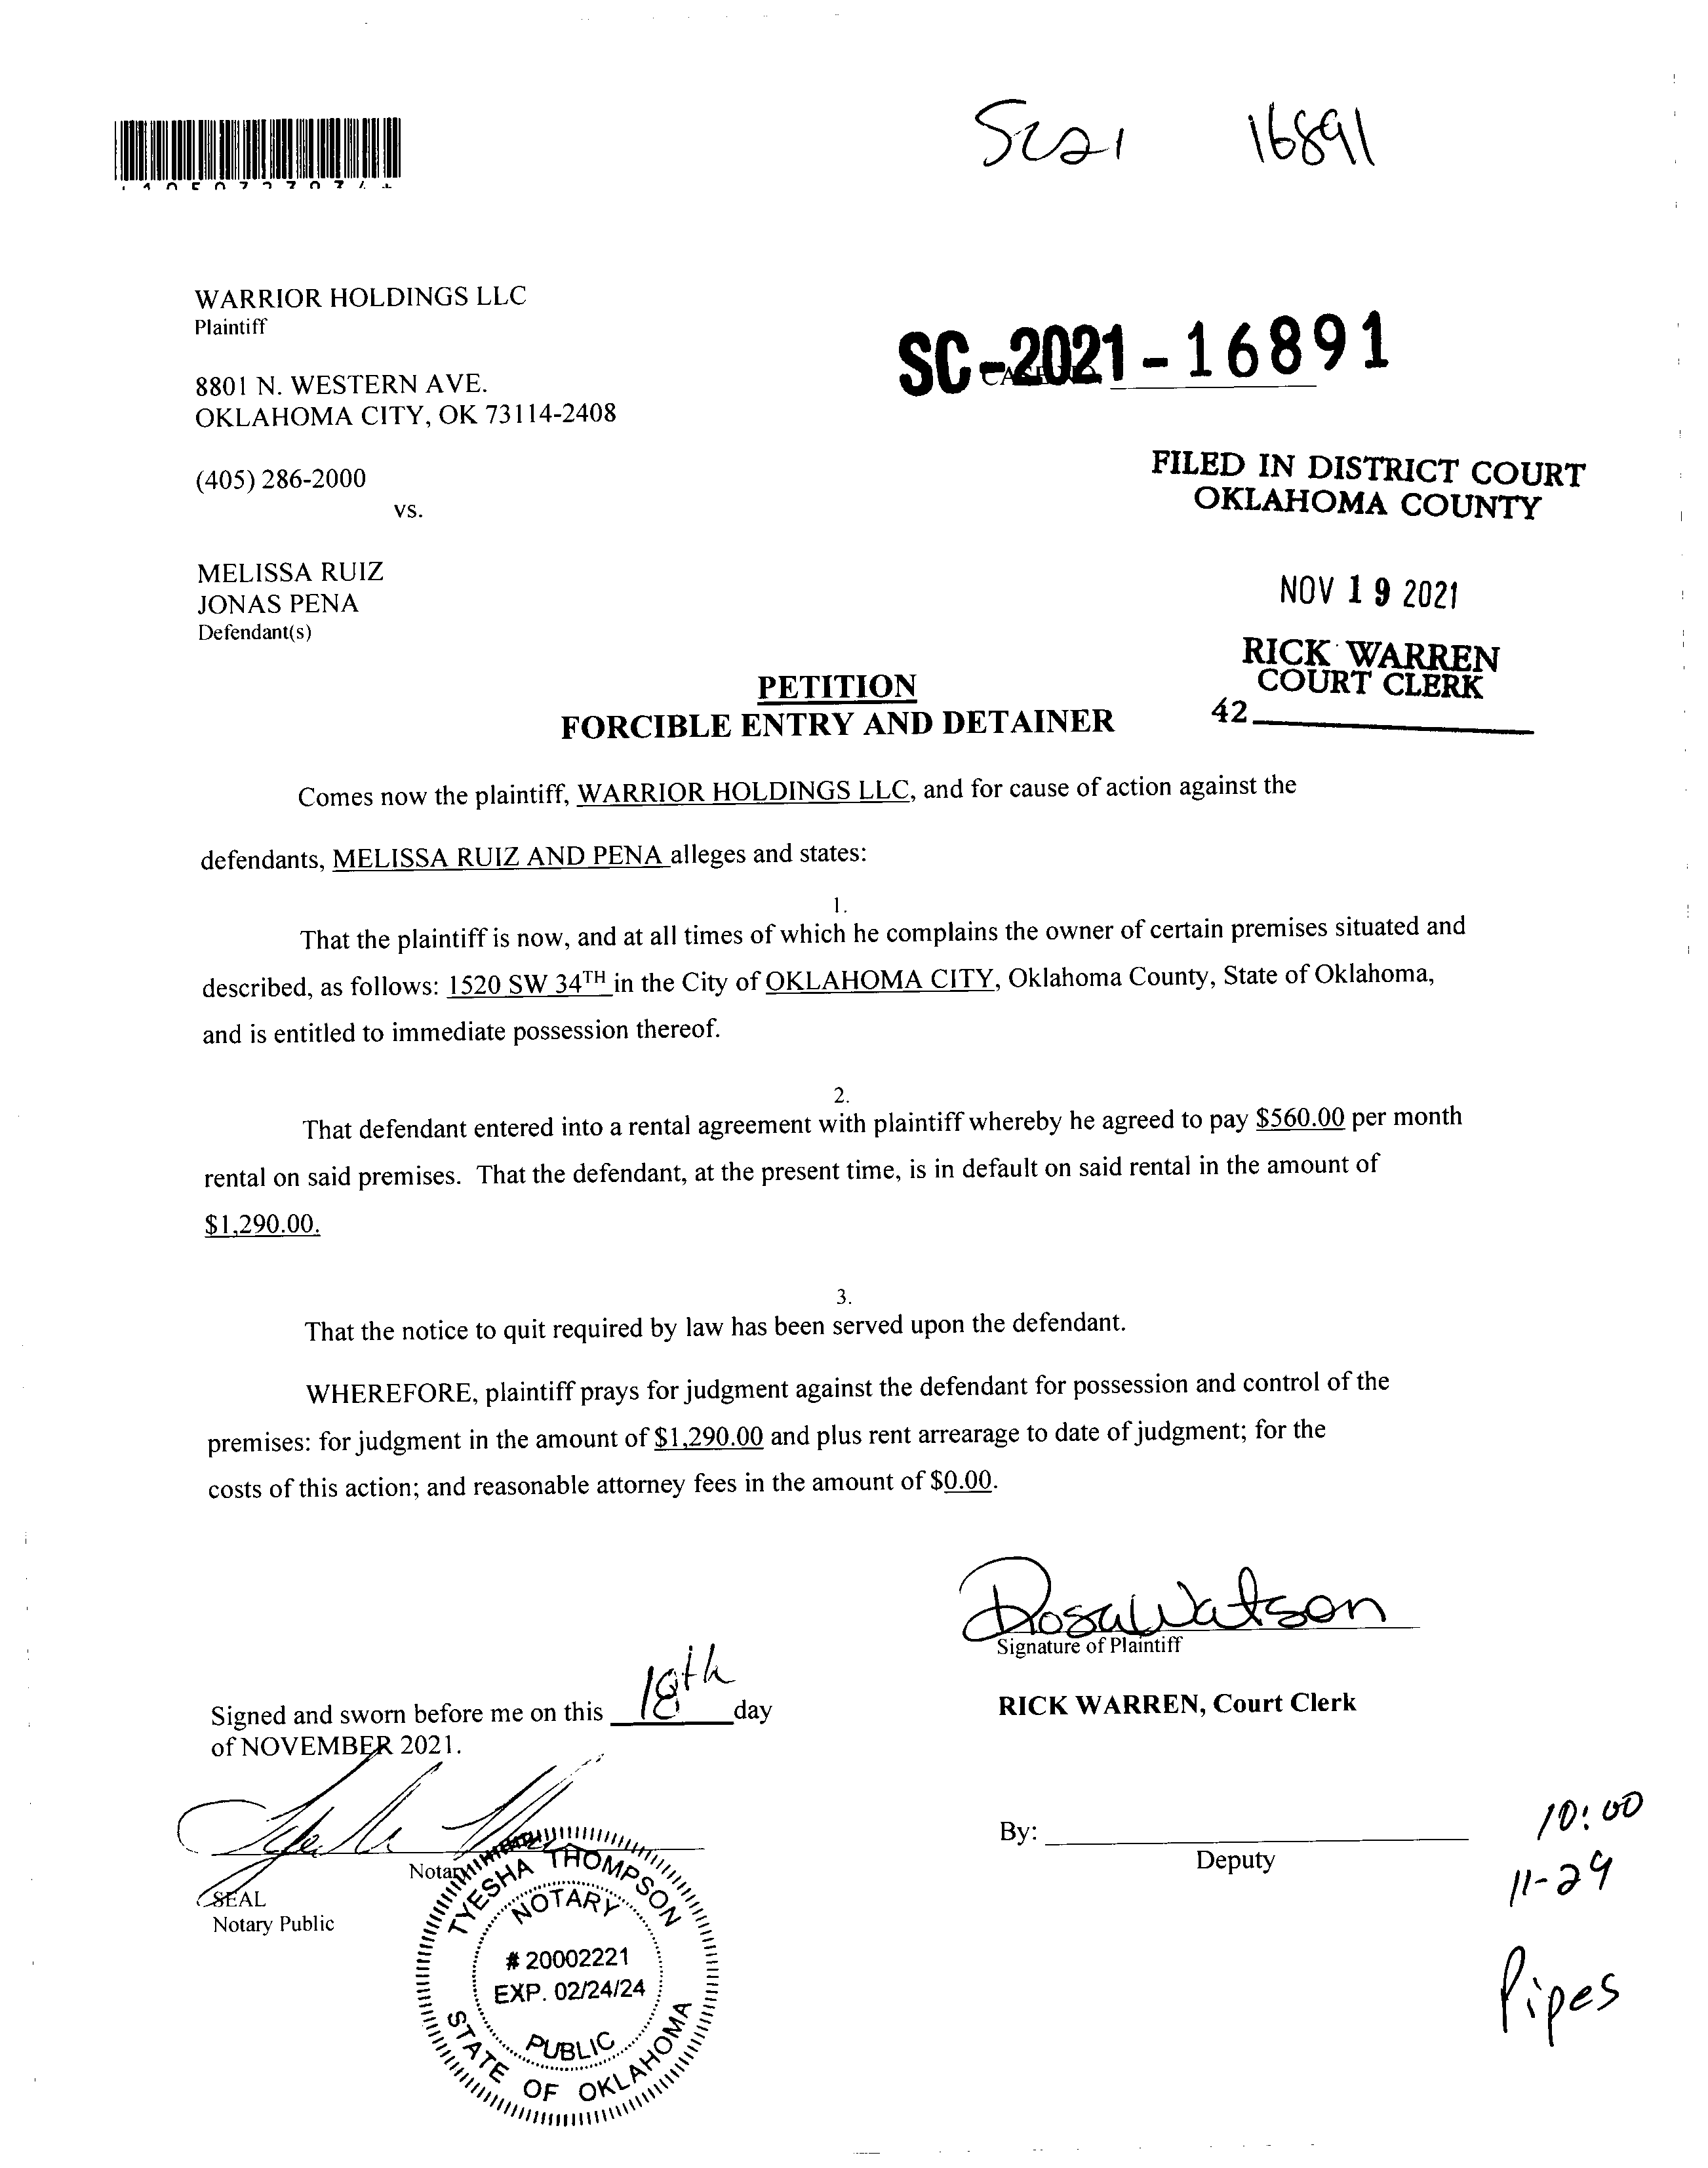 SC21 16891
WARRIOR HOLDINGS LLC
Plaintiff
SC-2021-16891
8801 N. WESTERN AVE.
OKLAHOMA CITY, OK 73114-2408
(405) 286-2000
vs.
FILED IN DISTRICT COURT
OKLAHOMA COUNTY
MELISSA RUIZ
JONAS PENA
Defendant(s)
NOV 19 2021
RICK WARREN
COURT CLERK
42
PETITION
FORCIBLE ENTRY AND DETAINER
Comes now the plaintiff, WARRIOR HOLDINGS LLC, and for cause of action against the
defendants, MELISSA RUIZ AND PENA alleges and states:
1.
That the plaintiff is now, and at all times of which he complains the owner of certain premises situated and
described, as follows: 1520 SW 34TH in the City of OKLAHOMA CITY, Oklahoma County, State of Oklahoma,
and is entitled to immediate possession thereof.
2.
That defendant entered into a rental agreement with plaintiff whereby he agreed to pay $560.00 per month
rental on said premises. That the defendant, at the present time, is in default on said rental in the amount of
$1,290.00.
3.
That the notice to quit required by law has been served upon the defendant.
WHEREFORE, plaintiff prays for judgment against the defendant for possession and control of the
premises: for judgment in the amount of $1,290.00 and plus rent arrearage to date of judgment; for the
costs of this action; and reasonable attorney fees in the amount of $0.00.
Rosa Watson
Signature of Plaintiff
Signed and sworn before me on this 18th day
of NOVEMBER 2021.
RICK WARREN, Court Clerk
By:
Deputy
10:00
11-29
Pipes
SEAL
Notary Public
TYESHA THOMPSON
NOTARY
# 20002221
EXP. 02/24/24
PUBLIC
STATE OF OKLAHOMA